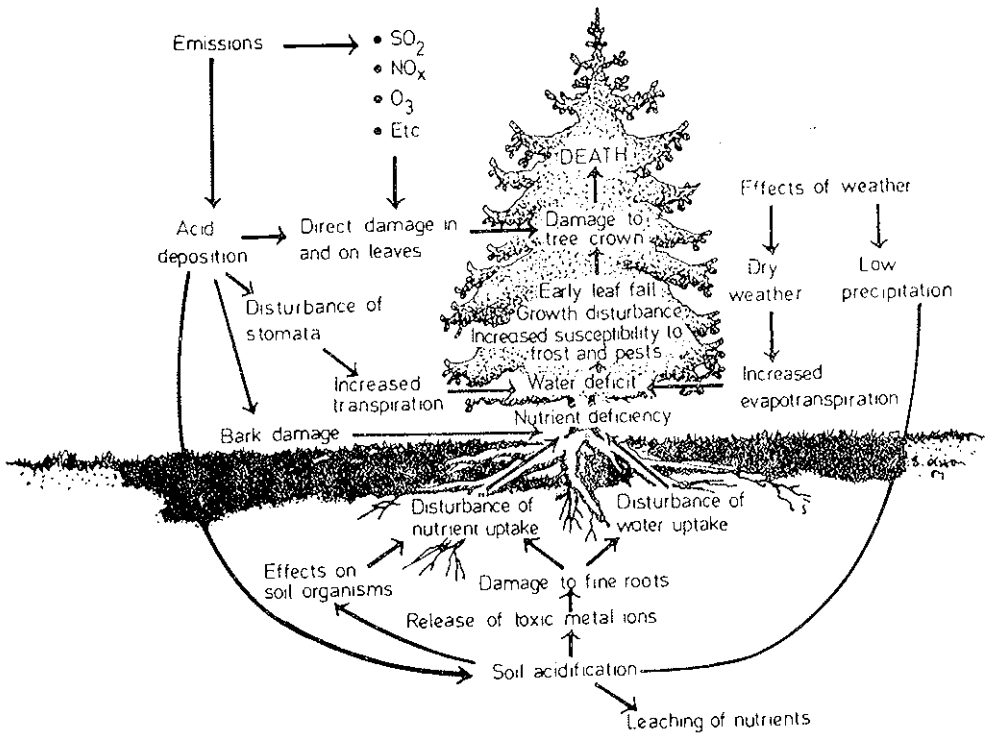 Emissions
• SO₂
• NOₓ
• O₃
• Etc
DEATH
Effects of weather
Acid
deposition
Direct damage in
and on leaves
Damage to
tree crown
Dry
weather
Low
precipitation
Disturbance of
stomata
Early leaf fall
Growth disturbance
Increased susceptibility to
frost and pests
Increased
transpiration
Water deficit
Increased
evapotranspiration
Nutrient deficiency
Bark damage
Disturbance of
nutrient uptake
Disturbance of
water uptake
Effects on
soil organisms
Damage to fine roots
Release of toxic metal ions
Soil acidification
Leaching of nutrients